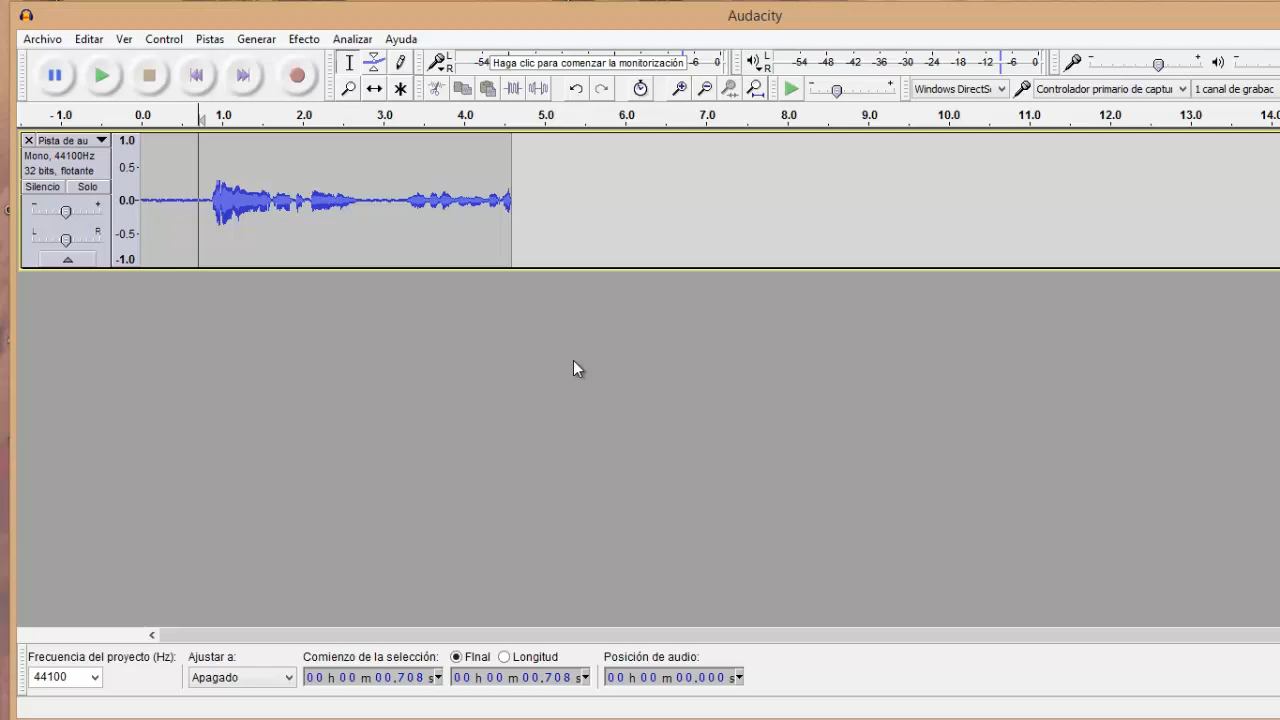 Audacity
Archivo Editar Ver Control Pistas Generar Efecto Analizar Ayuda
L R -54 Haga clic para comenzar la monitorización -6 0 L R -54 -48 -42 -36 -30 -24 -18 -12 -6 0
- + - + Windows DirectS Controlador primario de captu 1 canal de grabac
-1.0 0.0 1.0 2.0 3.0 4.0 5.0 6.0 7.0 8.0 9.0 10.0 11.0 12.0 13.0 14.0
Pista de au 1.0
Mono, 44100Hz
32 bits, flotante 0.5-
Silencio Solo
- + 0.0-
L R -0.5-
-1.0
Frecuencia del proyecto (Hz): Ajustar a: Comienzo de la selección: FInal Longitud Posición de audio:
44100 Apagado 00 h 00 m 00.708 s 00 h 00 m 00.708 s 00 h 00 m 00.000 s